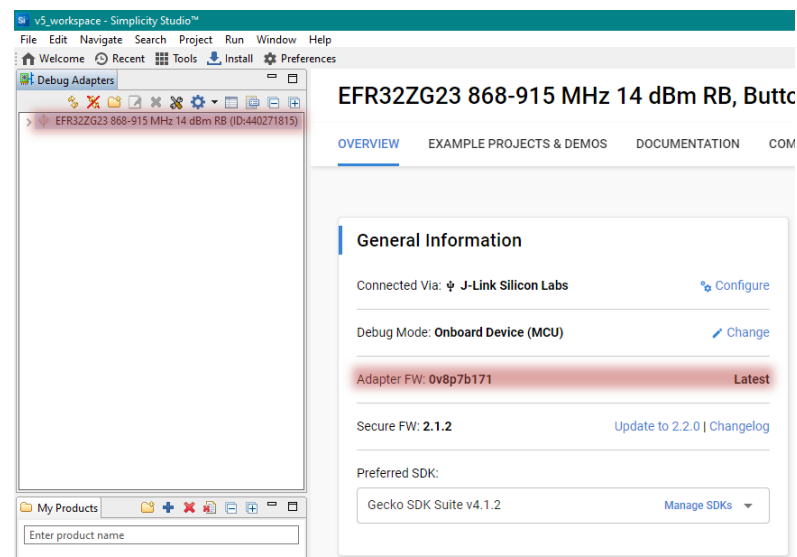 Si v5_workspace - Simplicity Studio™
File Edit Navigate Search Project Run Window Help
Welcome Recent Tools Install Preferences
Debug Adapters
EFR32ZG23 868-915 MHz 14 dBm RB (ID:440271815)
EFR32ZG23 868-915 MHz 14 dBm RB, Butto
OVERVIEW EXAMPLE PROJECTS & DEMOS DOCUMENTATION COM
General Information
Connected Via: J-Link Silicon Labs Configure
Debug Mode: Onboard Device (MCU) Change
Adapter FW: 0v8p7b171 Latest
Secure FW: 2.1.2 Update to 2.2.0 | Changelog
Preferred SDK:
Gecko SDK Suite v4.1.2 Manage SDKs
My Products
Enter product name